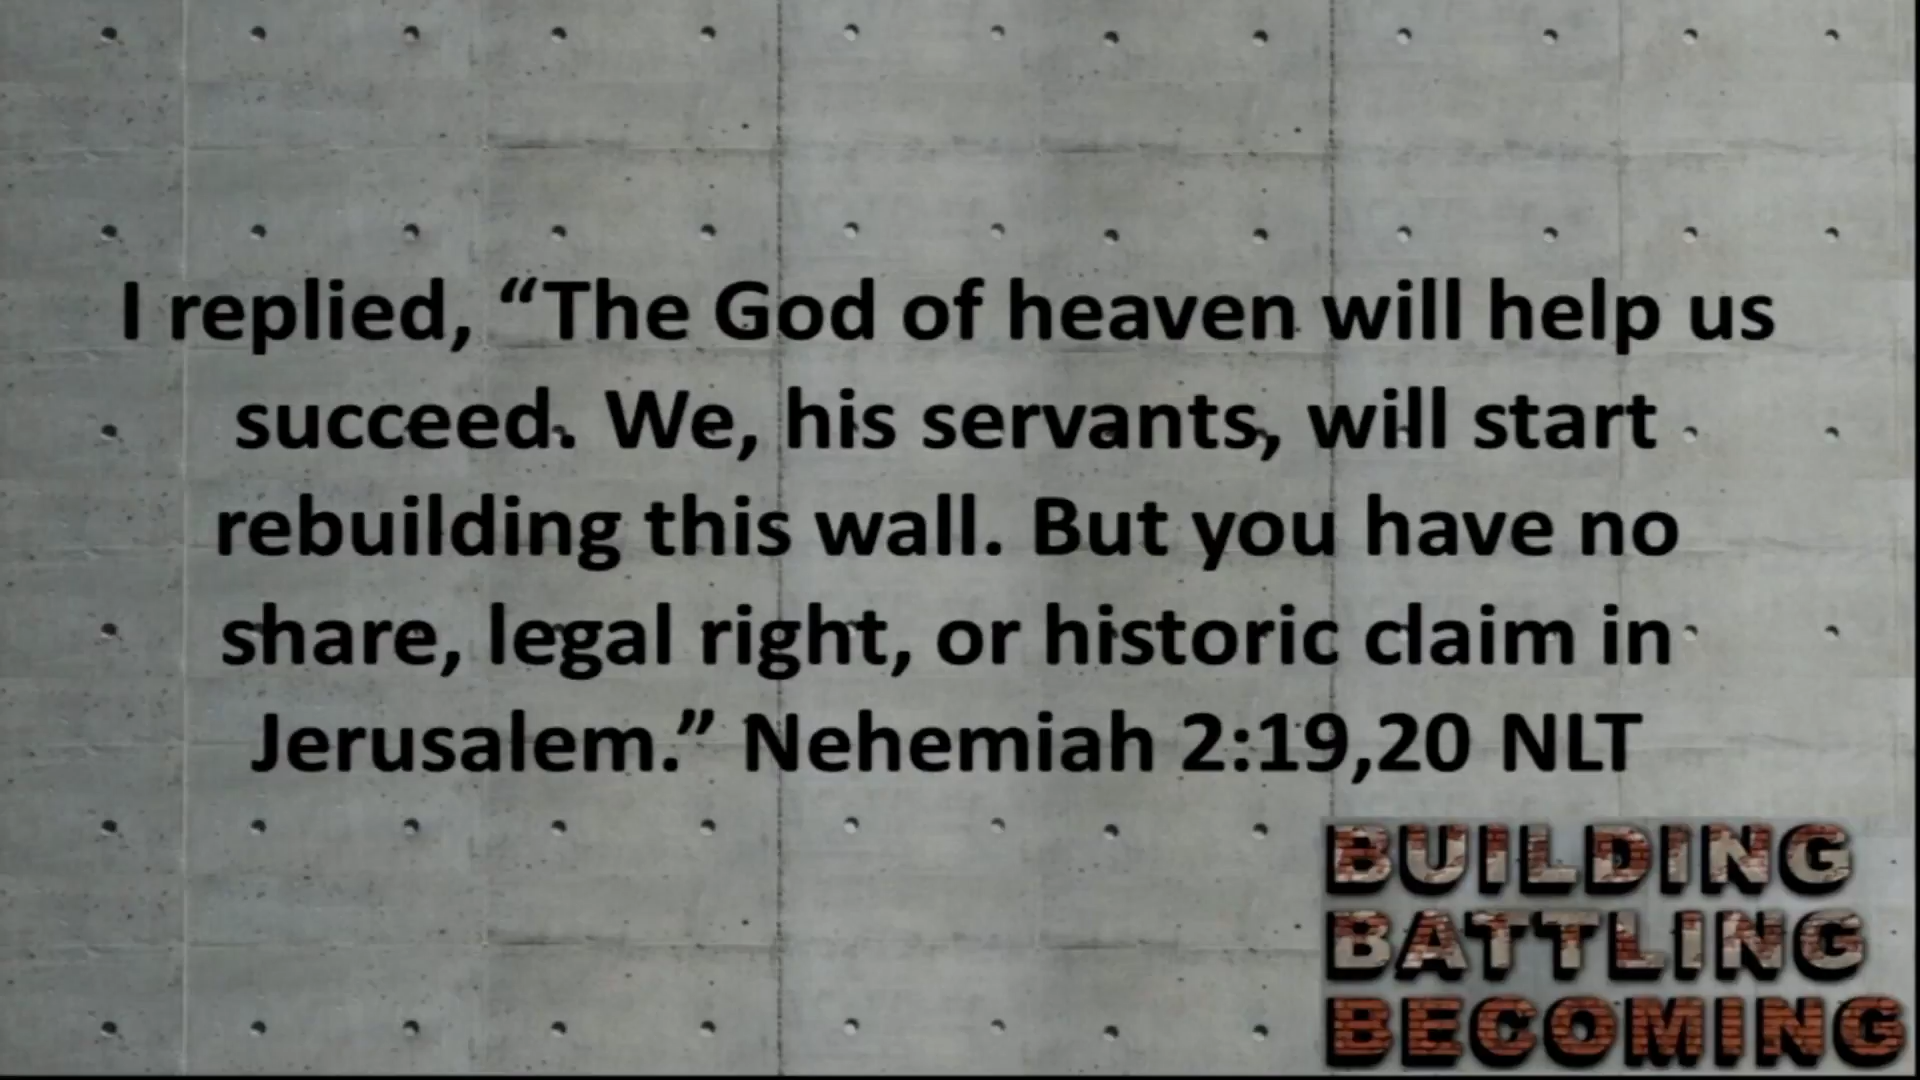 I replied, “The God of heaven will help us
succeed. We, his servants, will start
rebuilding this wall. But you have no
share, legal right, or historic claim in
Jerusalem.” Nehemiah 2:19,20 NLT
BUILDING
BATTLING
BECOMING